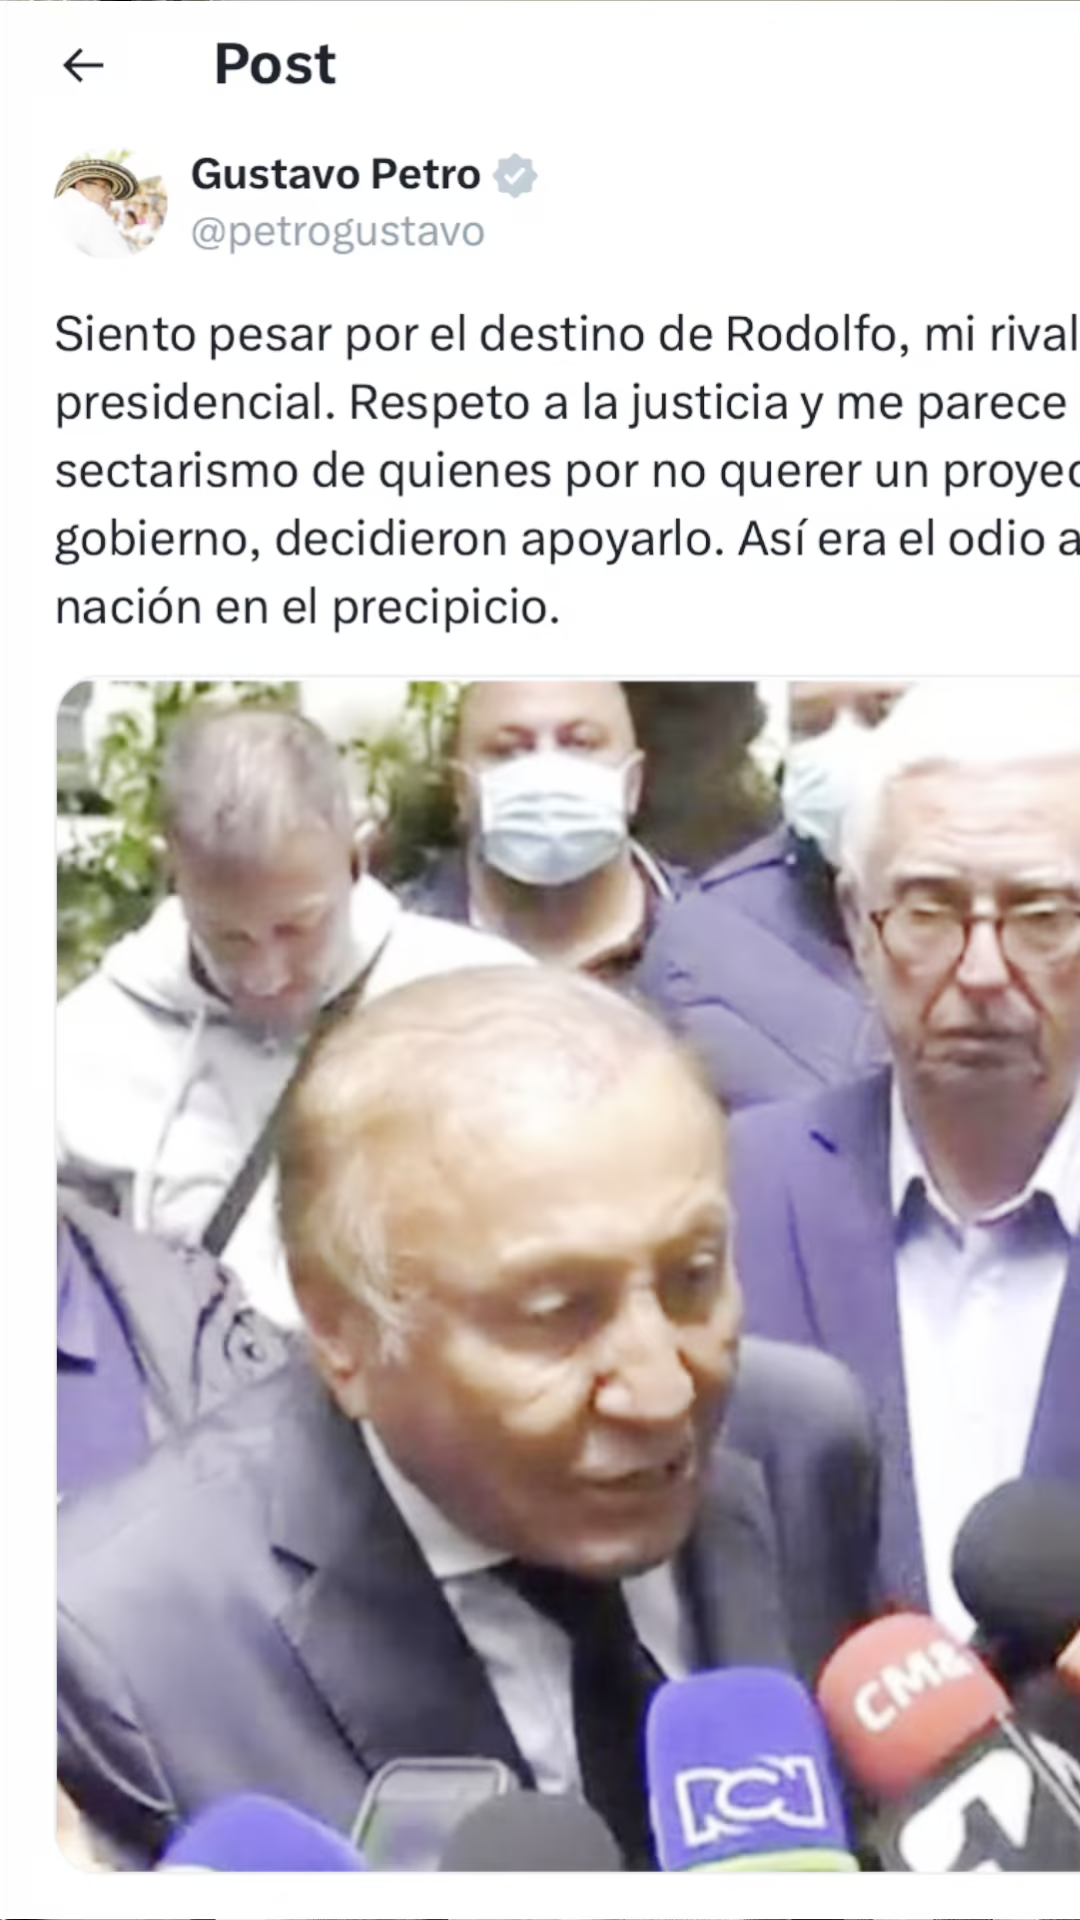 Post
Gustavo Petro
@petrogustavo
Siento pesar por el destino de Rodolfo, mi rival
presidencial. Respeto a la justicia y me parece
sectarismo de quienes por no querer un proyec
gobierno, decidieron apoyarlo. Así era el odio a
nación en el precipicio.
CM&
RCN